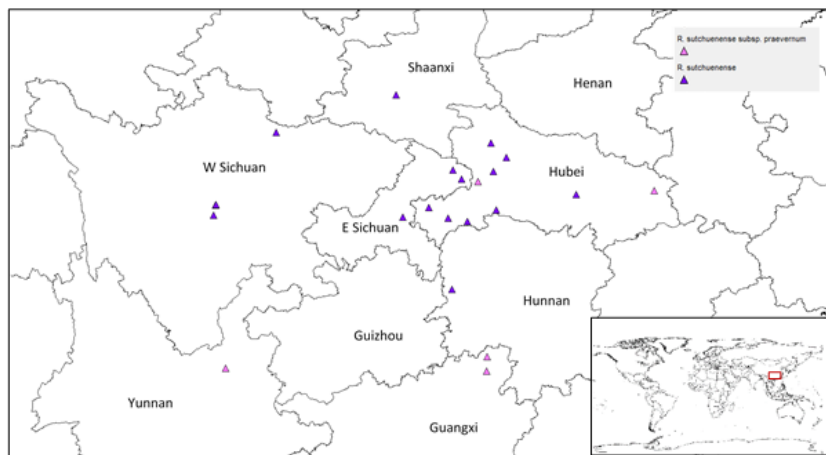 R. sutchuenense subsp. praevernum
R. sutchuenense
Shaanxi
Henan
W Sichuan
Hubei
E Sichuan
Hunnan
Guizhou
Yunnan
Guangxi